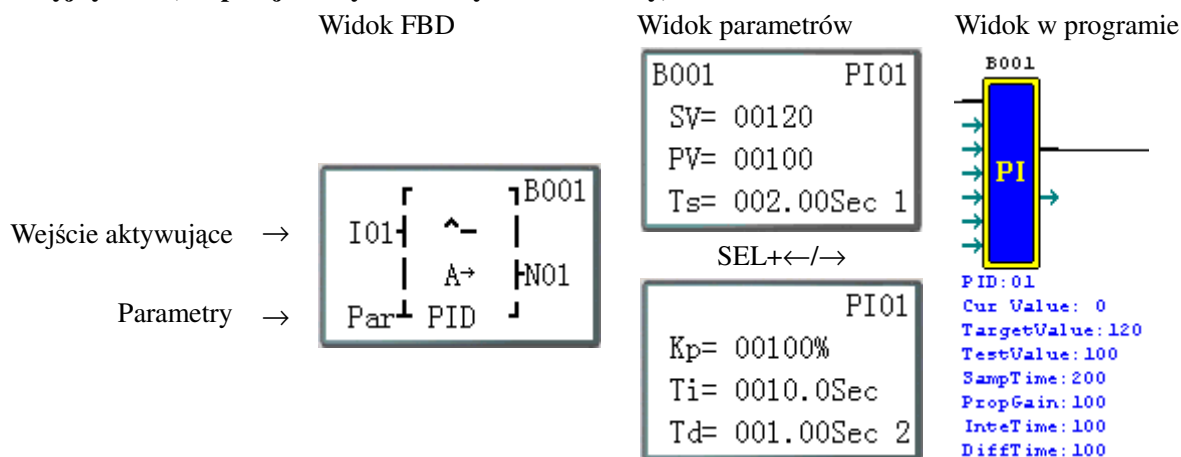 Widok FBD
Widok parametrów
Widok w programie
B001 PI01
SV= 00120
PV= 00100
Ts= 002.00Sec 1
SEL+←/→
PI01
Kp= 00100%
Ti= 0010.0Sec
Td= 001.00Sec 2
Wejście aktywujące →
Parametry →
B001
I01
A→
N01
Par PID
B001
PI
PID:01
Cur Value: 0
TargetValue:120
TestValue:100
SampTime:200
PropGain:100
InteTime:100
DiffTime:100